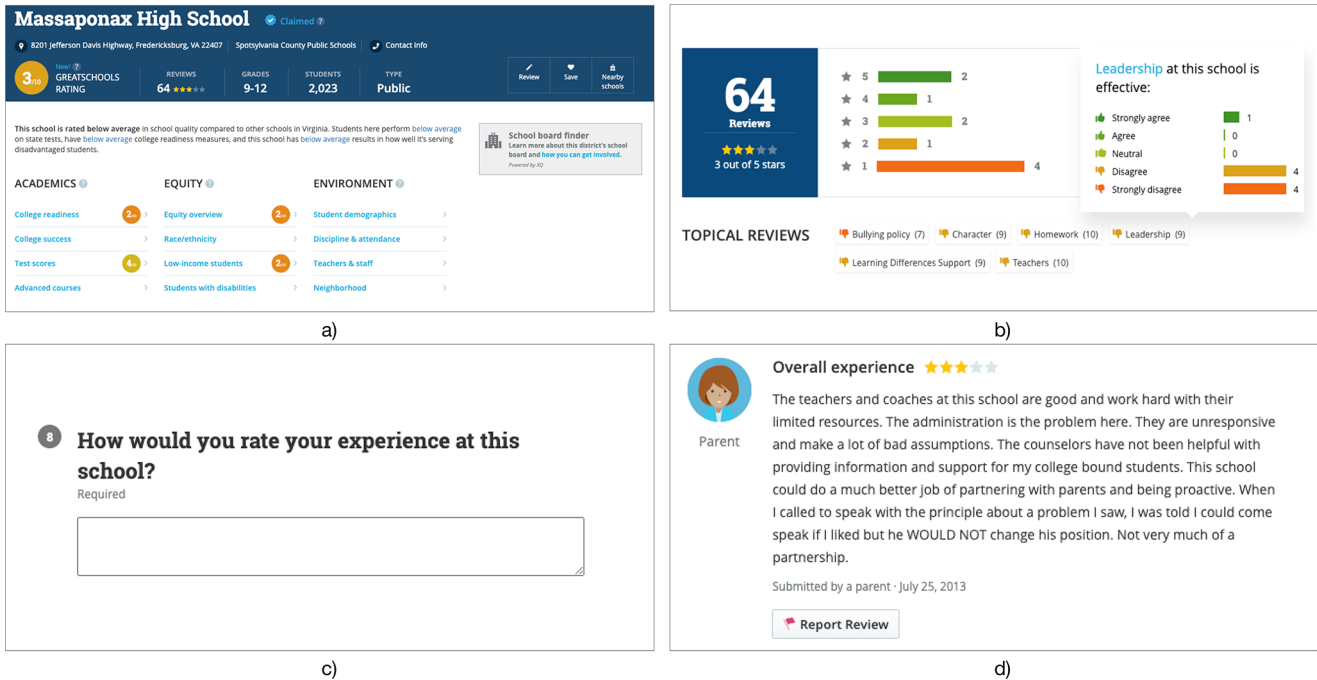 Massaponax High School Claimed ?
8201 Jefferson Davis Highway, Fredericksburg, VA 22407 Spotsylvania County Public Schools Contact info
3/10
New! ?
GREATSCHOOLS
RATING
REVIEWS
64
GRADES
9-12
STUDENTS
2,023
TYPE
Public
Review
Save
Nearby
schools
This school is rated below average in school quality compared to other schools in Virginia. Students here perform below average
on state tests, have below average college readiness measures, and this school has below average results in how well it's serving
disadvantaged students.
School board finder
Learn more about this district's school
board and how you can get involved.
Powered by XQ
ACADEMICS ?
College readiness 2/10
College success
Test scores 4/10
Advanced courses
EQUITY ?
Equity overview 2/10
Race/ethnicity
Low-income students 2/10
Students with disabilities
ENVIRONMENT ?
Student demographics
Discipline & attendance
Teachers & staff
Neighborhood
a)
64
Reviews
3 out of 5 stars
5 2
4 1
3 2
2 1
1 4
Leadership at this school is
effective:
Strongly agree 1
Agree 0
Neutral 0
Disagree 4
Strongly disagree 4
TOPICAL REVIEWS
Bullying policy (7) Character (9) Homework (10) Leadership (9)
Learning Differences Support (9) Teachers (10)
b)
8
How would you rate your experience at this
school?
Required
c)
Parent
Overall experience
The teachers and coaches at this school are good and work hard with their
limited resources. The administration is the problem here. They are unresponsive
and make a lot of bad assumptions. The counselors have not been helpful with
providing information and support for my college bound students. This school
could do a much better job of partnering with parents and being proactive. When
I called to speak with the principle about a problem I saw, I was told I could come
speak if I liked but he WOULD NOT change his position. Not very much of a
partnership.
Submitted by a parent · July 25, 2013
Report Review
d)